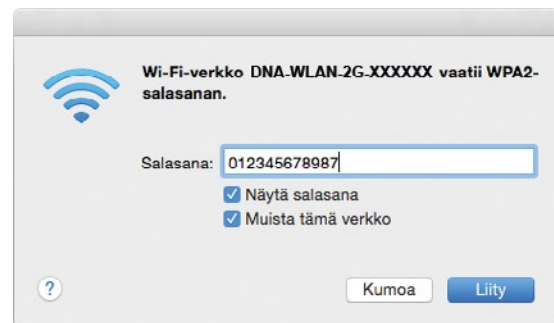 Wi-Fi-verkko DNA-WLAN-2G-XXXXXX vaatii WPA2-
salasanan.
Salasana: 012345678987
Näytä salasana
Muista tämä verkko
? Kumoa Liity